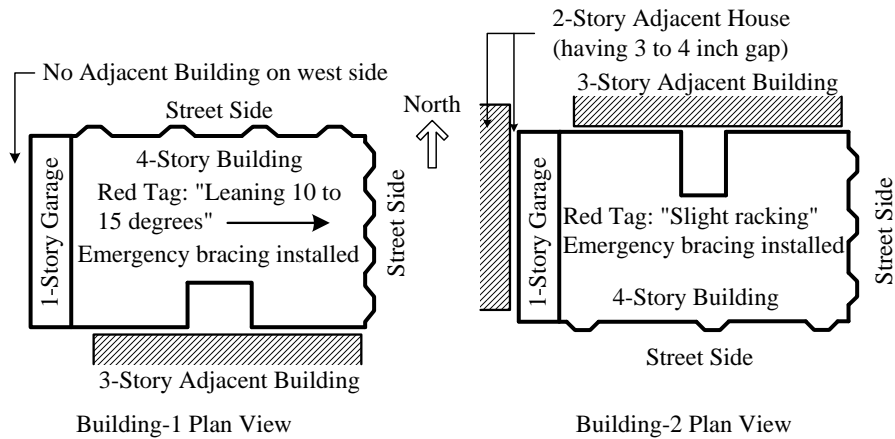 No Adjacent Building on west side
Street Side
North
1-Story Garage
4-Story Building
Red Tag: "Leaning 10 to
15 degrees"
Emergency bracing installed
Street Side
3-Story Adjacent Building
Building-1 Plan View
2-Story Adjacent House
(having 3 to 4 inch gap)
3-Story Adjacent Building
1-Story Garage
Red Tag: "Slight racking"
Emergency bracing installed
4-Story Building
Street Side
Street Side
Building-2 Plan View